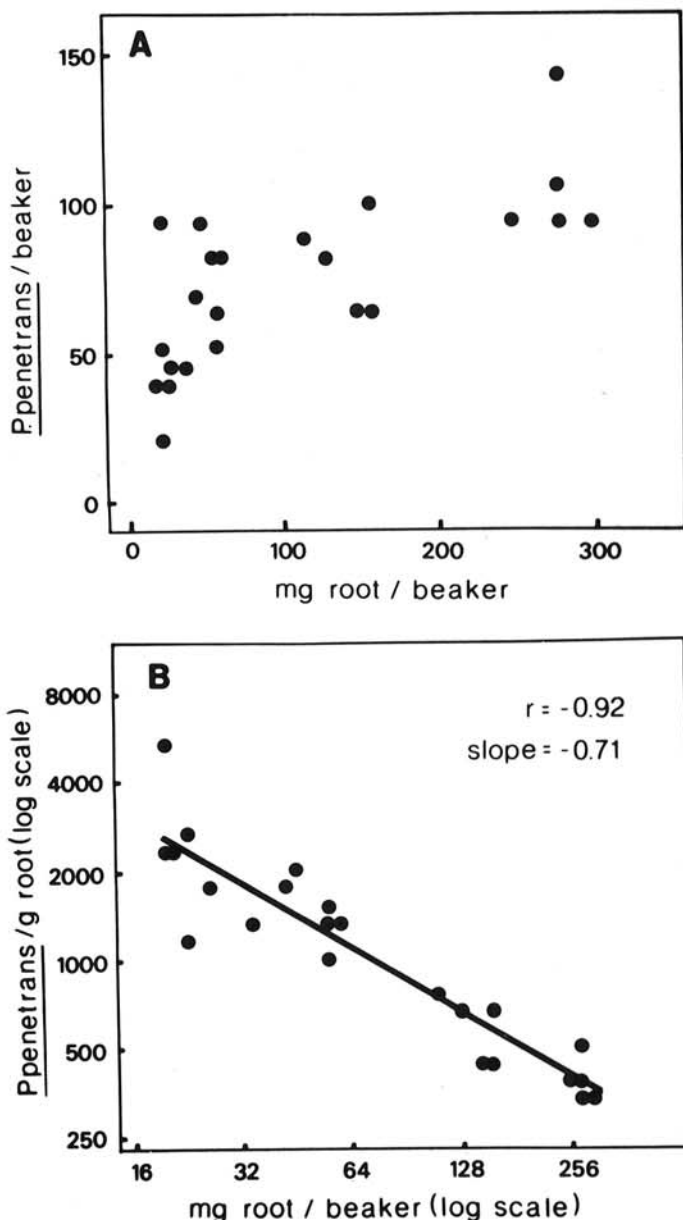 A
150
100
50
0
P.penetrans/beaker
0 100 200 300
mg root / beaker
B
r = -0.92
slope = -0.71
8000
4000
2000
1000
500
250
Ppenetrans/g root(log scale)
16 32 64 128 256
mg root / beaker (log scale)